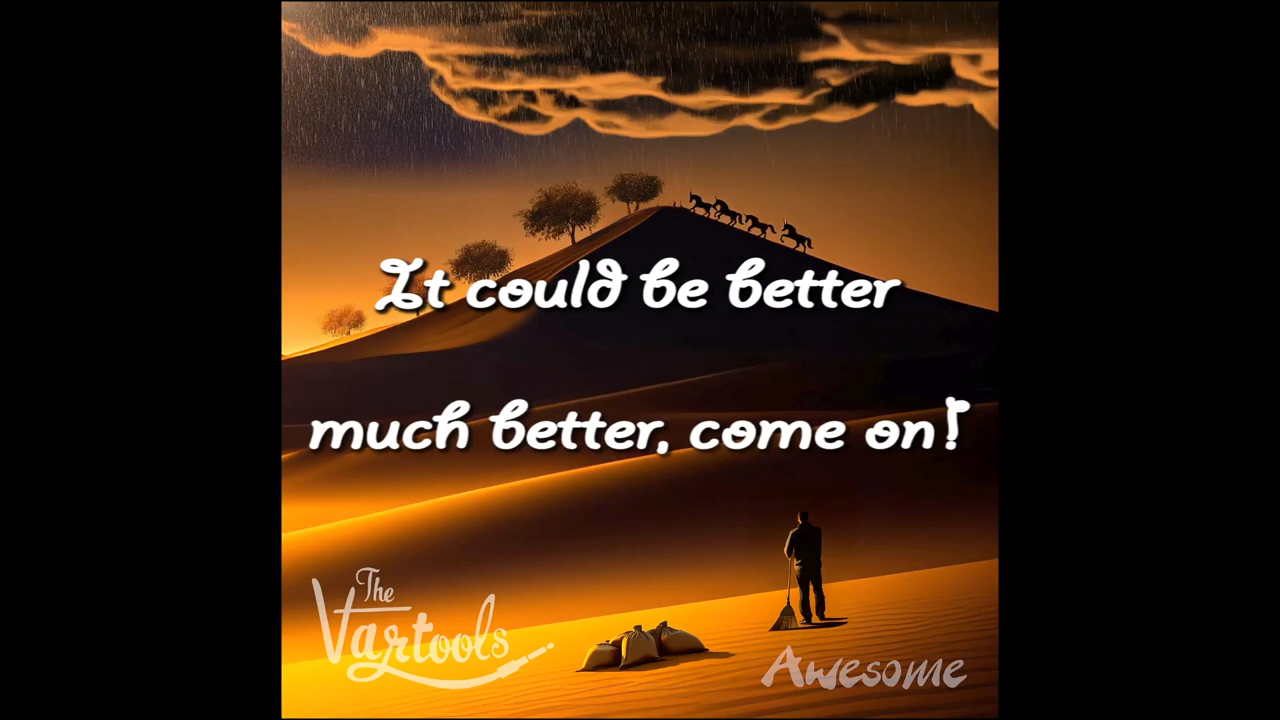 It could be better
much better, come on!
The
Vartools
Awesome